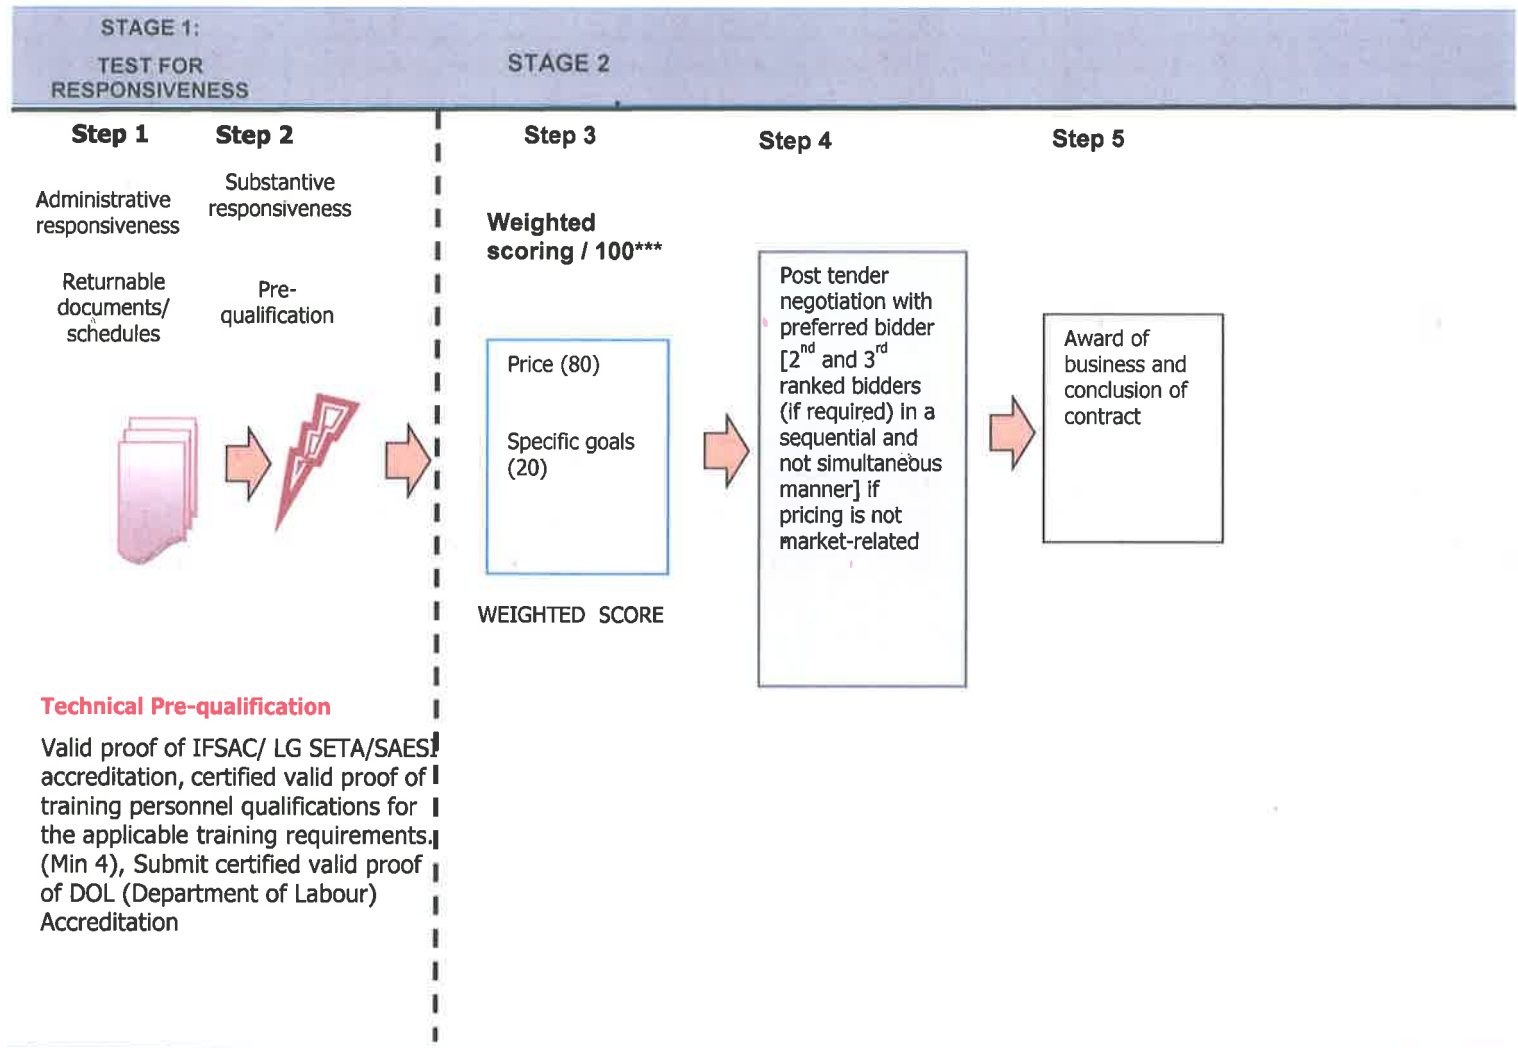 STAGE 1:
TEST FOR
RESPONSIVENESS
STAGE 2
Step 1
Step 2
Step 3
Step 4
Step 5
Administrative
responsiveness
Substantive
responsiveness
Returnable
documents/
schedules
Pre-
qualification
Weighted
scoring / 100***
Price (80)
Specific goals
(20)
WEIGHTED SCORE
Post tender
negotiation with
preferred bidder
[2nd and 3rd
ranked bidders
(if required) in a
sequential and
not simultaneous
manner] if
pricing is not
market-related
Award of
business and
conclusion of
contract
Technical Pre-qualification
Valid proof of IFSAC/ LG SETA/SAESI
accreditation, certified valid proof of
training personnel qualifications for
the applicable training requirements.
(Min 4), Submit certified valid proof
of DOL (Department of Labour)
Accreditation